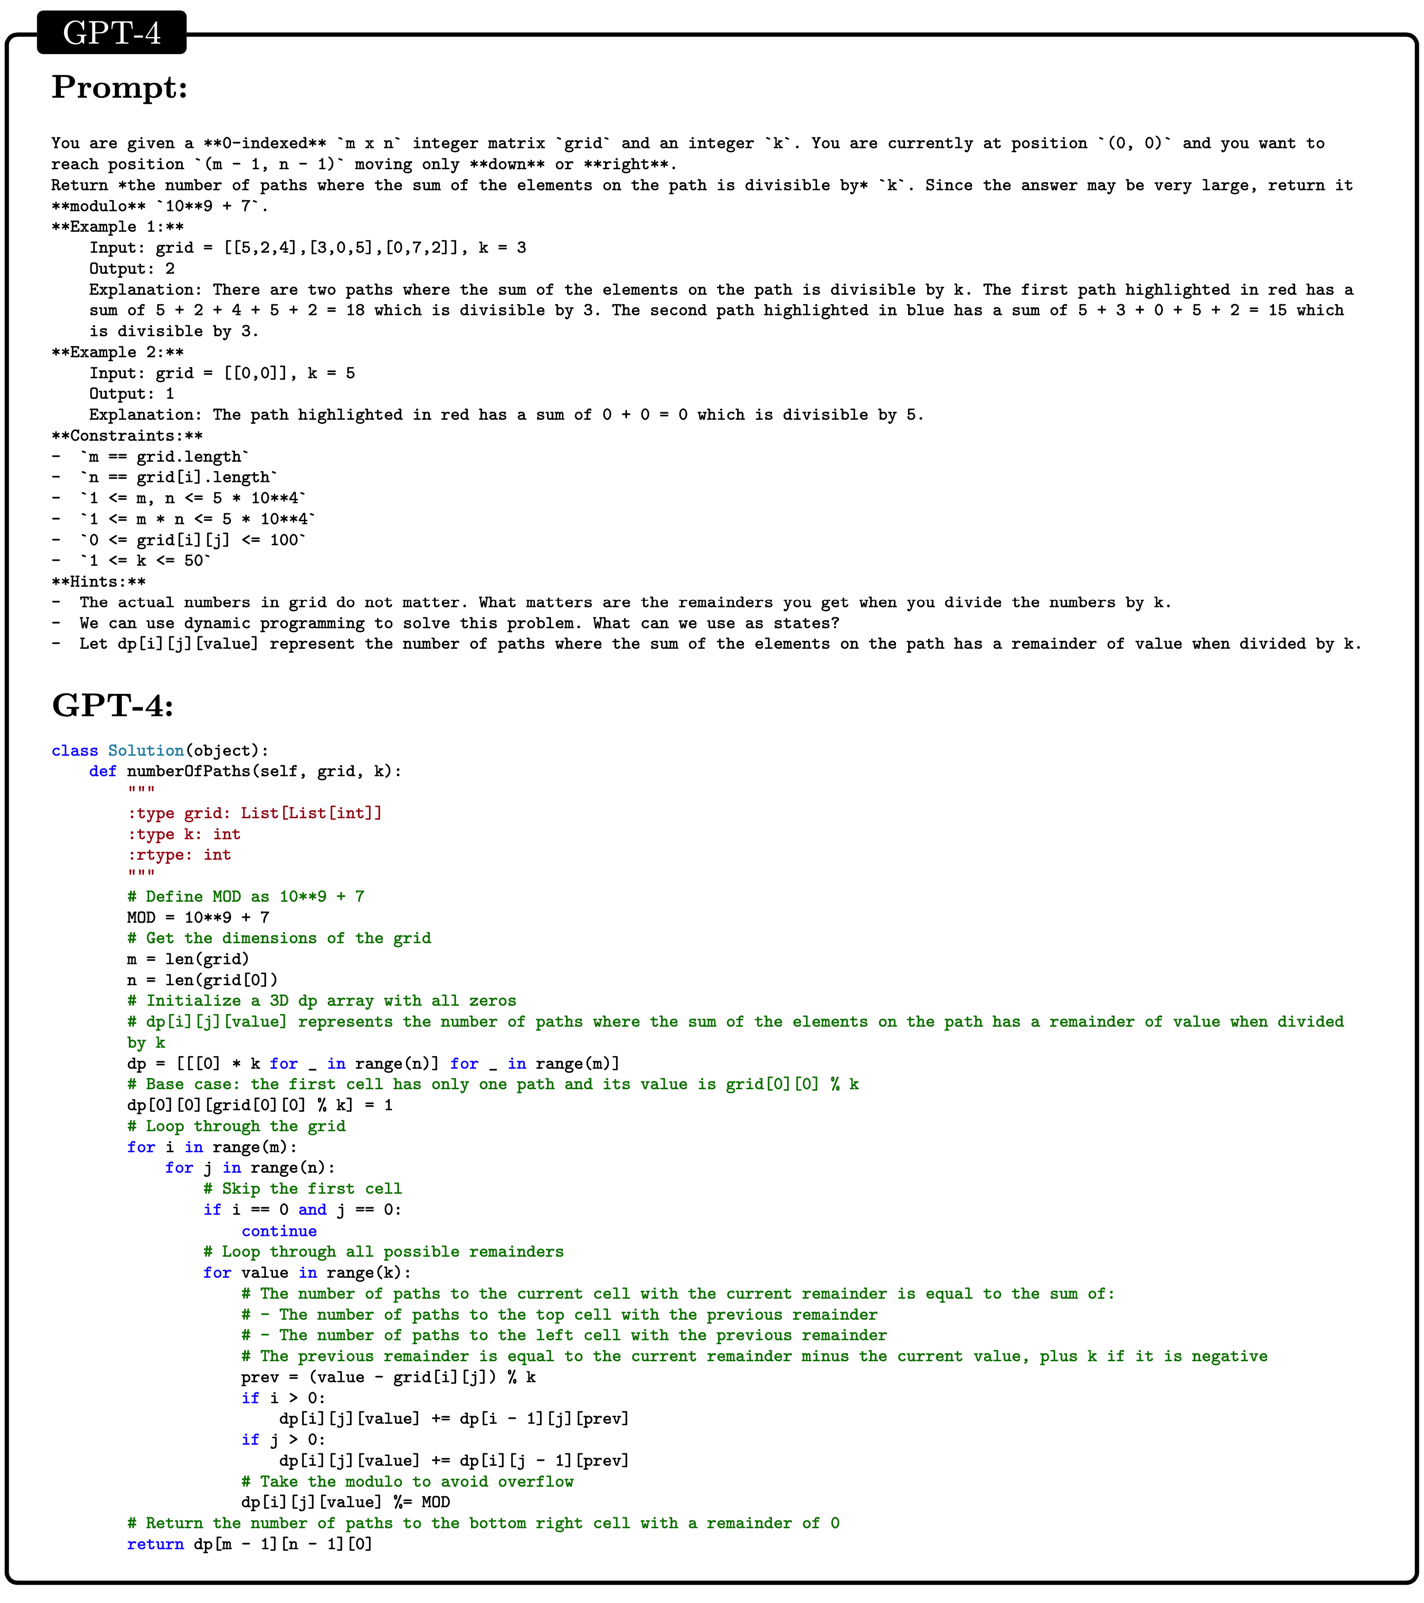 GPT-4
Prompt:
You are given a **0-indexed** `m x n` integer matrix `grid` and an integer `k`. You are currently at position `(0, 0)` and you want to
reach position `(m - 1, n - 1)` moving only **down** or **right**.
Return *the number of paths where the sum of the elements on the path is divisible by* `k`. Since the answer may be very large, return it
**modulo** `10**9 + 7`.
**Example 1:**
    Input: grid = [[5,2,4],[3,0,5],[0,7,2]], k = 3
    Output: 2
    Explanation: There are two paths where the sum of the elements on the path is divisible by k. The first path highlighted in red has a
    sum of 5 + 2 + 4 + 5 + 2 = 18 which is divisible by 3. The second path highlighted in blue has a sum of 5 + 3 + 0 + 5 + 2 = 15 which
    is divisible by 3.
**Example 2:**
    Input: grid = [[0,0]], k = 5
    Output: 1
    Explanation: The path highlighted in red has a sum of 0 + 0 = 0 which is divisible by 5.
**Constraints:**
-  `m == grid.length`
-  `n == grid[i].length`
-  `1 <= m, n <= 5 * 10**4`
-  `1 <= m * n <= 5 * 10**4`
-  `0 <= grid[i][j] <= 100`
-  `1 <= k <= 50`
**Hints:**
-  The actual numbers in grid do not matter. What matters are the remainders you get when you divide the numbers by k.
-  We can use dynamic programming to solve this problem. What can we use as states?
-  Let dp[i][j][value] represent the number of paths where the sum of the elements on the path has a remainder of value when divided by k.
GPT-4:
class Solution(object):
    def numberOfPaths(self, grid, k):
        """
        :type grid: List[List[int]]
        :type k: int
        :rtype: int
        """
        # Define MOD as 10**9 + 7
        MOD = 10**9 + 7
        # Get the dimensions of the grid
        m = len(grid)
        n = len(grid[0])
        # Initialize a 3D dp array with all zeros
        # dp[i][j][value] represents the number of paths where the sum of the elements on the path has a remainder of value when divided
        by k
        dp = [[[0] * k for _ in range(n)] for _ in range(m)]
        # Base case: the first cell has only one path and its value is grid[0][0] % k
        dp[0][0][grid[0][0] % k] = 1
        # Loop through the grid
        for i in range(m):
            for j in range(n):
                # Skip the first cell
                if i == 0 and j == 0:
                    continue
                # Loop through all possible remainders
                for value in range(k):
                    # The number of paths to the current cell with the current remainder is equal to the sum of:
                    # - The number of paths to the top cell with the previous remainder
                    # - The number of paths to the left cell with the previous remainder
                    # The previous remainder is equal to the current remainder minus the current value, plus k if it is negative
                    prev = (value - grid[i][j]) % k
                    if i > 0:
                        dp[i][j][value] += dp[i - 1][j][prev]
                    if j > 0:
                        dp[i][j][value] += dp[i][j - 1][prev]
                    # Take the modulo to avoid overflow
                    dp[i][j][value] %= MOD
        # Return the number of paths to the bottom right cell with a remainder of 0
        return dp[m - 1][n - 1][0]